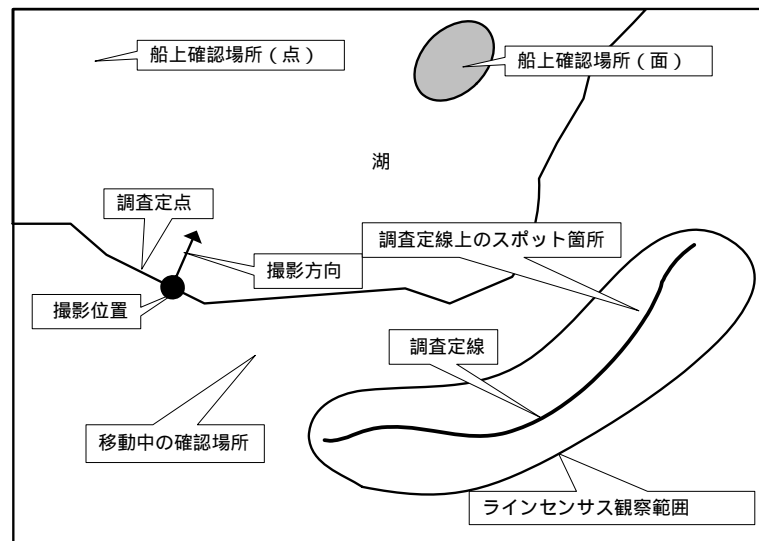 船上確認場所(点)
船上確認場所(面)
湖
調査定点
調査定線上のスポット箇所
撮影方向
撮影位置
調査定線
移動中の確認場所
ラインセンサス観察範囲